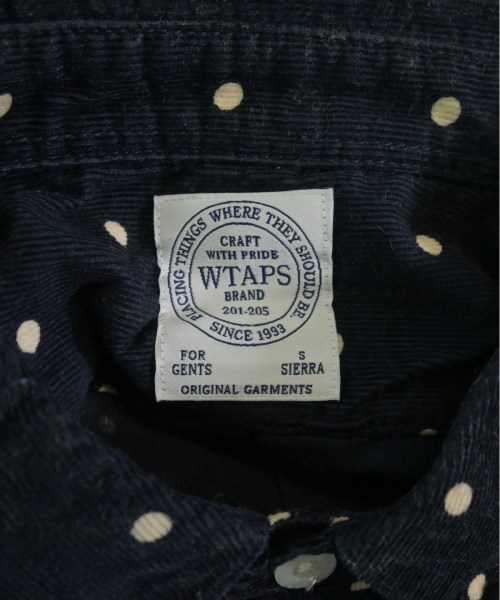 PLACING THINGS WHERE THEY SHOULD BE.
CRAFT
WITH PRIDE
WTAPS
BRAND
201-205
SINCE 1993
FOR GENTS
S SIERRA
ORIGINAL GARMENTS